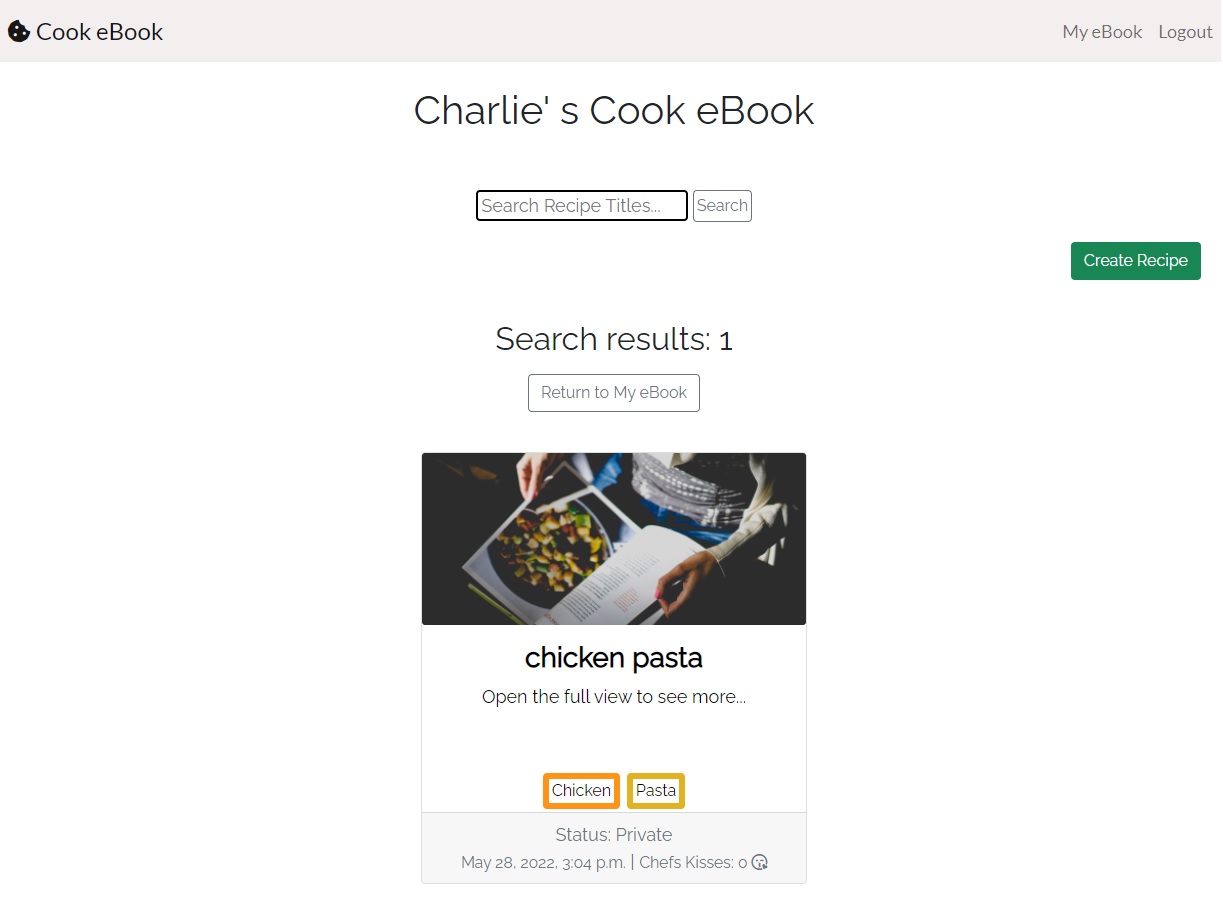 Cook eBook
My eBook Logout
Charlie' s Cook eBook
Search Recipe Titles... Search
Create Recipe
Search results: 1
Return to My eBook
chicken pasta
Open the full view to see more...
Chicken Pasta
Status: Private
May 28, 2022, 3:04 p.m. | Chefs Kisses: 0